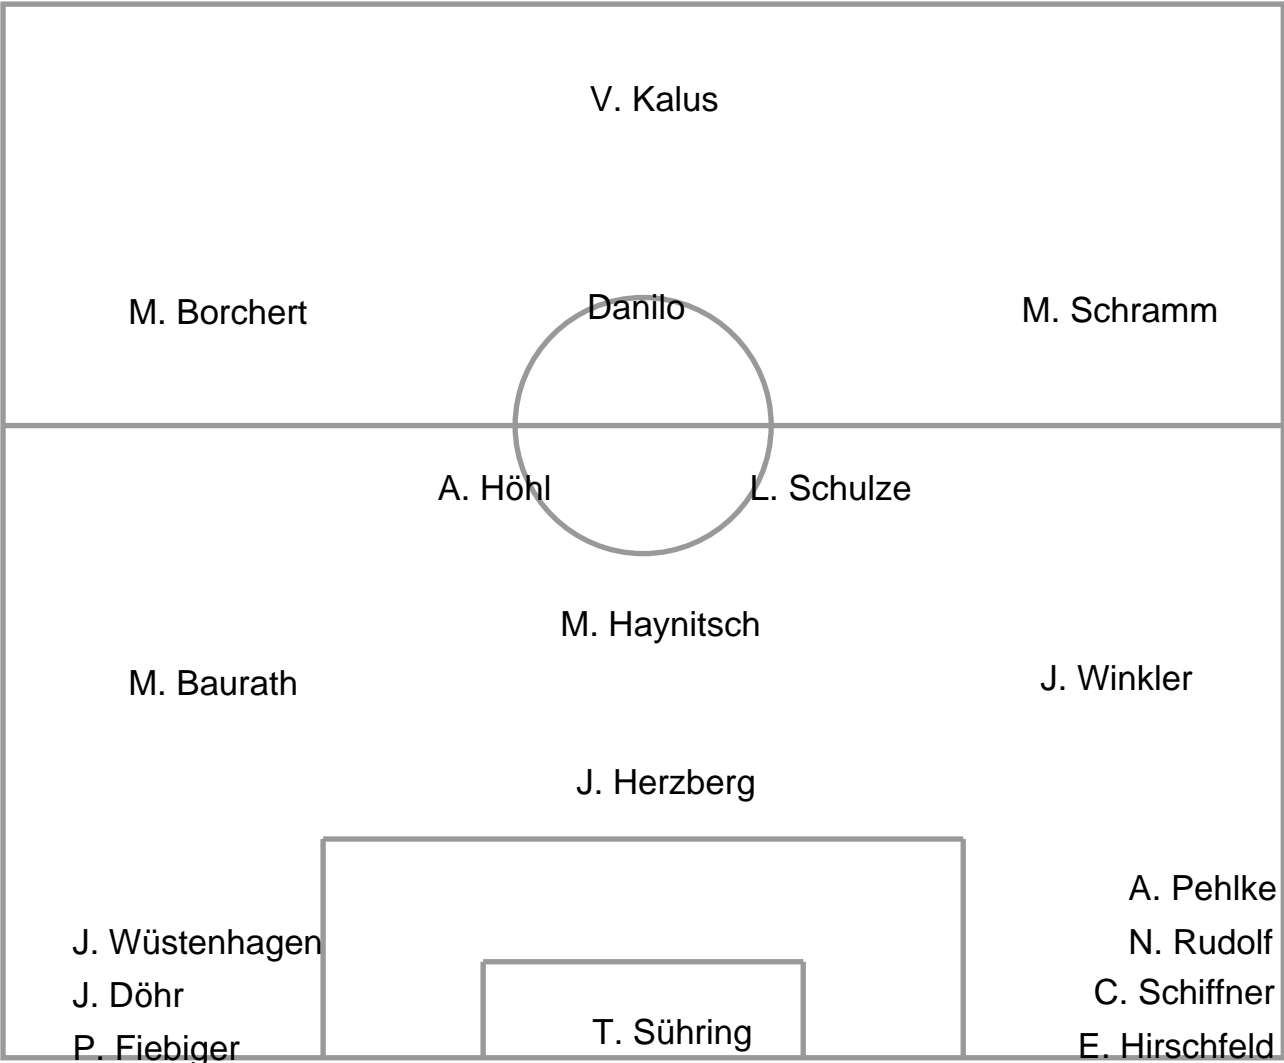 V. Kalus
M. Borchert
Danilo
M. Schramm
A. Höhl
L. Schulze
M. Haynitsch
M. Baurath
J. Winkler
J. Herzberg
A. Pehlke
J. Wüstenhagen
N. Rudolf
J. Döhr
C. Schiffner
T. Sühring
P. Fiebiger
E. Hirschfeld